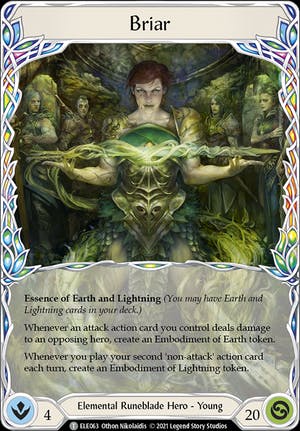 Briar
Essence of Earth and Lightning (You may have Earth and
Lightning cards in your deck.)
Whenever an attack action card you control deals damage
to an opposing hero, create an Embodiment of Earth token.
Whenever you play your second 'non-attack' action card
each turn, create an Embodiment of Lightning token.
4 Elemental Runeblade Hero - Young 20
T ELE063 Othon Nikolaidis © 2021 Legend Story Studios